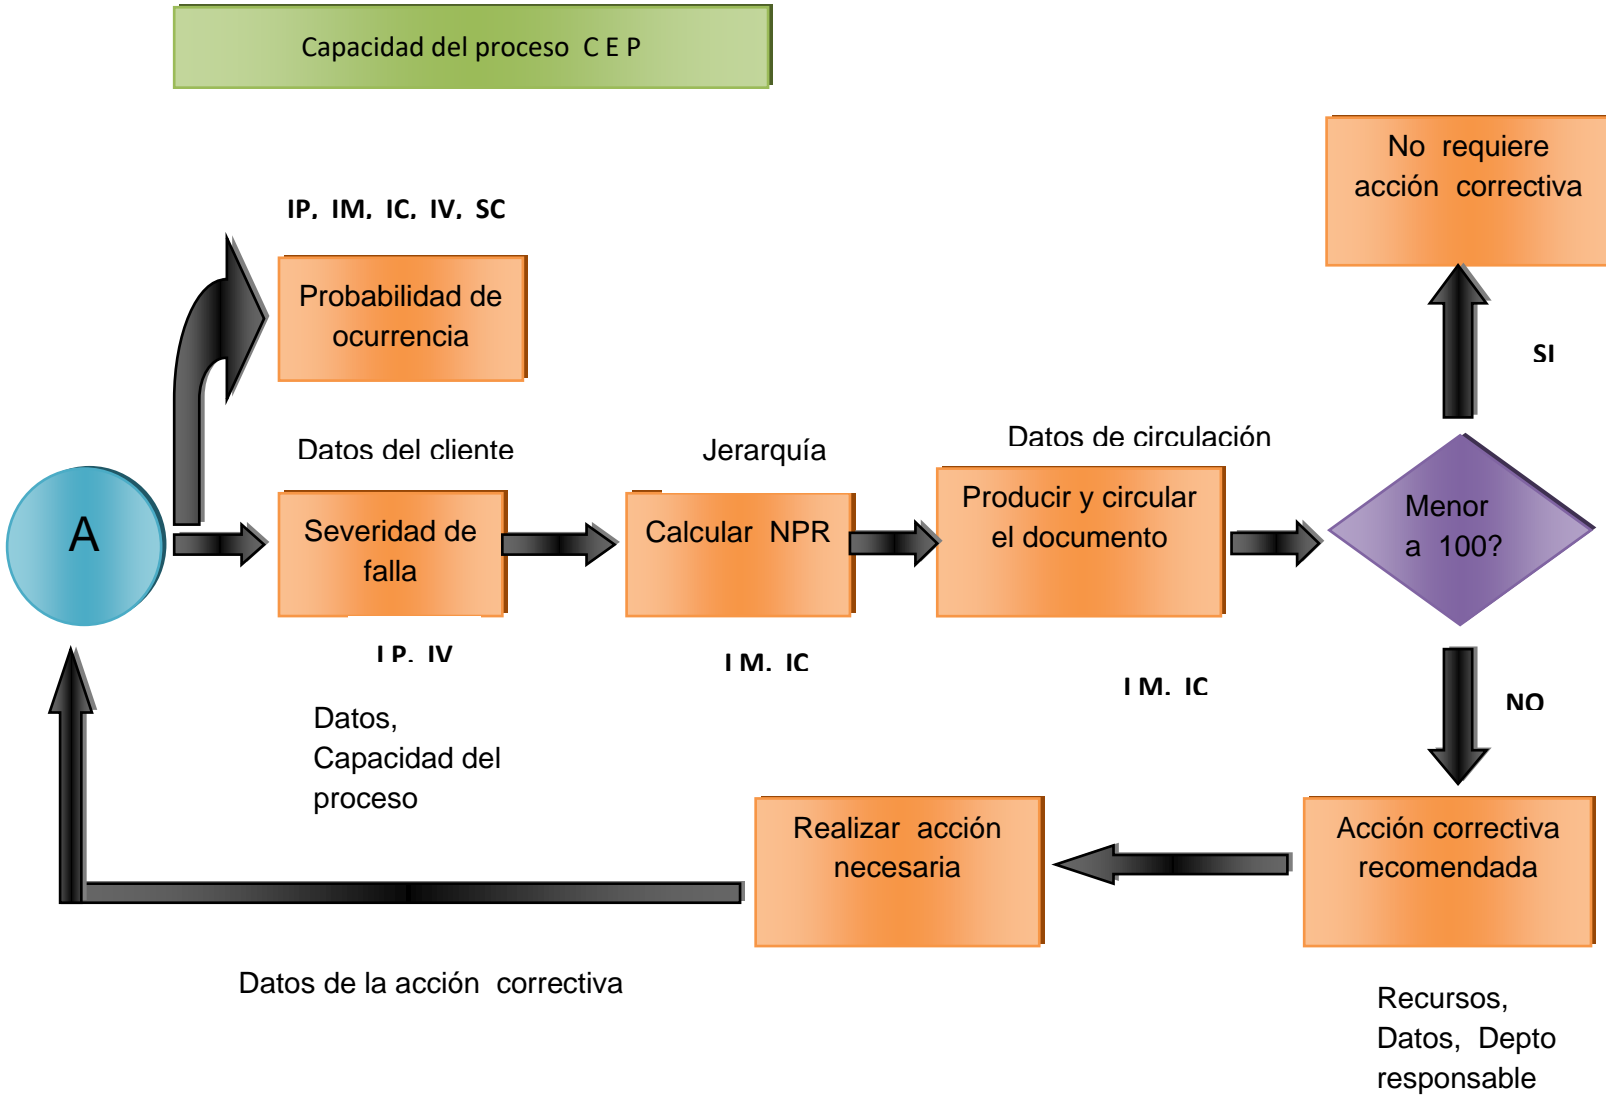 Capacidad del proceso C E P
No requiere
acción correctiva
IP, IM, IC, IV, SC
Probabilidad de
ocurrencia
SI
Datos del cliente
Jerarquía
Datos de circulación
A
Severidad de
falla
Calcular NPR
Producir y circular
el documento
Menor
a 100?
I P, IV
I M, IC
I M, IC
NO
Datos,
Capacidad del
proceso
Realizar acción
necesaria
Acción correctiva
recomendada
Datos de la acción correctiva
Recursos,
Datos, Depto
responsable